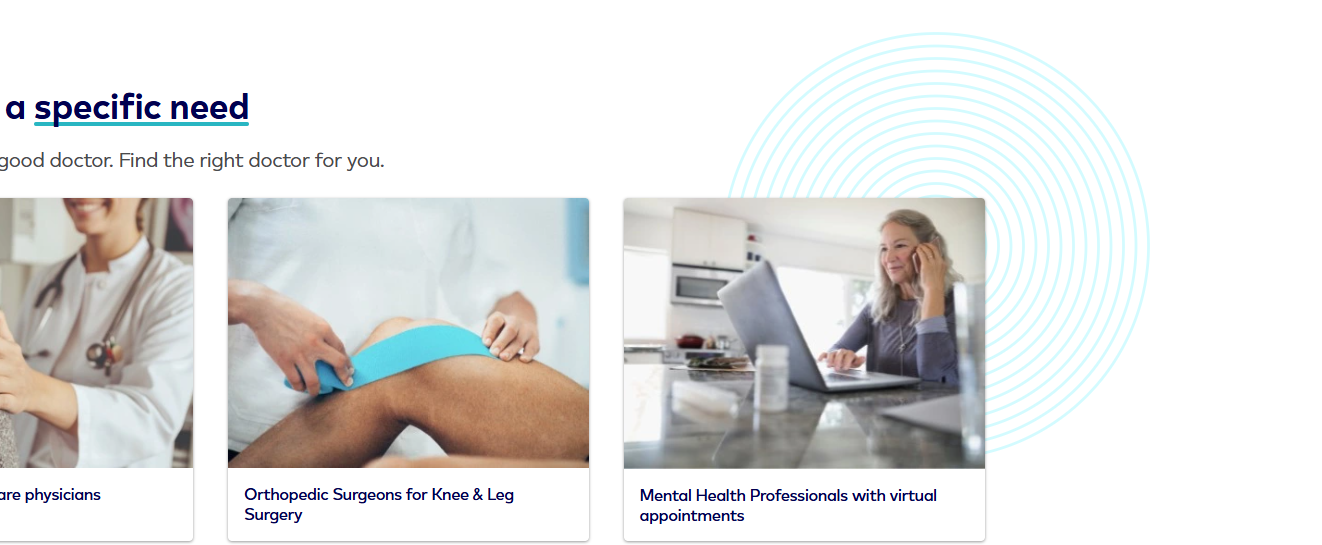 a specific need
good doctor. Find the right doctor for you.
are physicians
Orthopedic Surgeons for Knee & Leg
Surgery
Mental Health Professionals with virtual
appointments